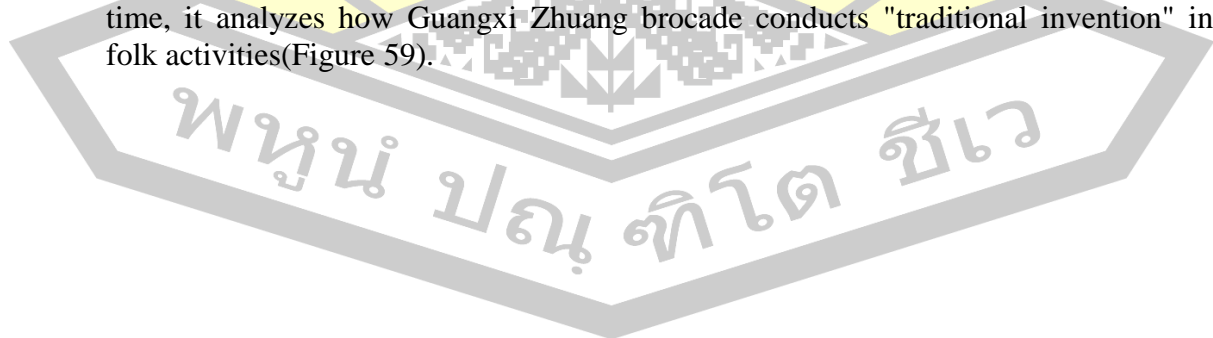 time, it analyzes how Guangxi Zhuang brocade conducts "traditional invention" in
folk activities(Figure 59).
พหูนํ ปณฺฑิโต ชีเว